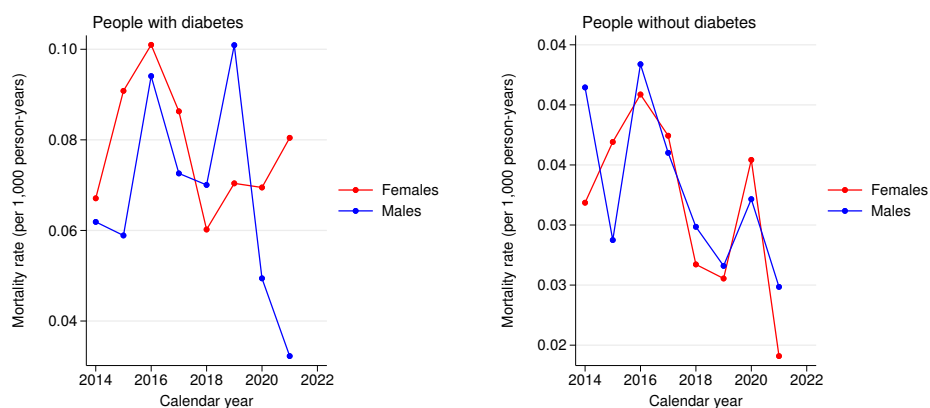 People with diabetes
Mortality rate (per 1,000 person-years)
0.10
0.08
0.06
0.04
2014 2016 2018 2020 2022
Calendar year
Females
Males
People without diabetes
Mortality rate (per 1,000 person-years)
0.04
0.04
0.04
0.03
0.03
0.02
2014 2016 2018 2020 2022
Calendar year
Females
Males